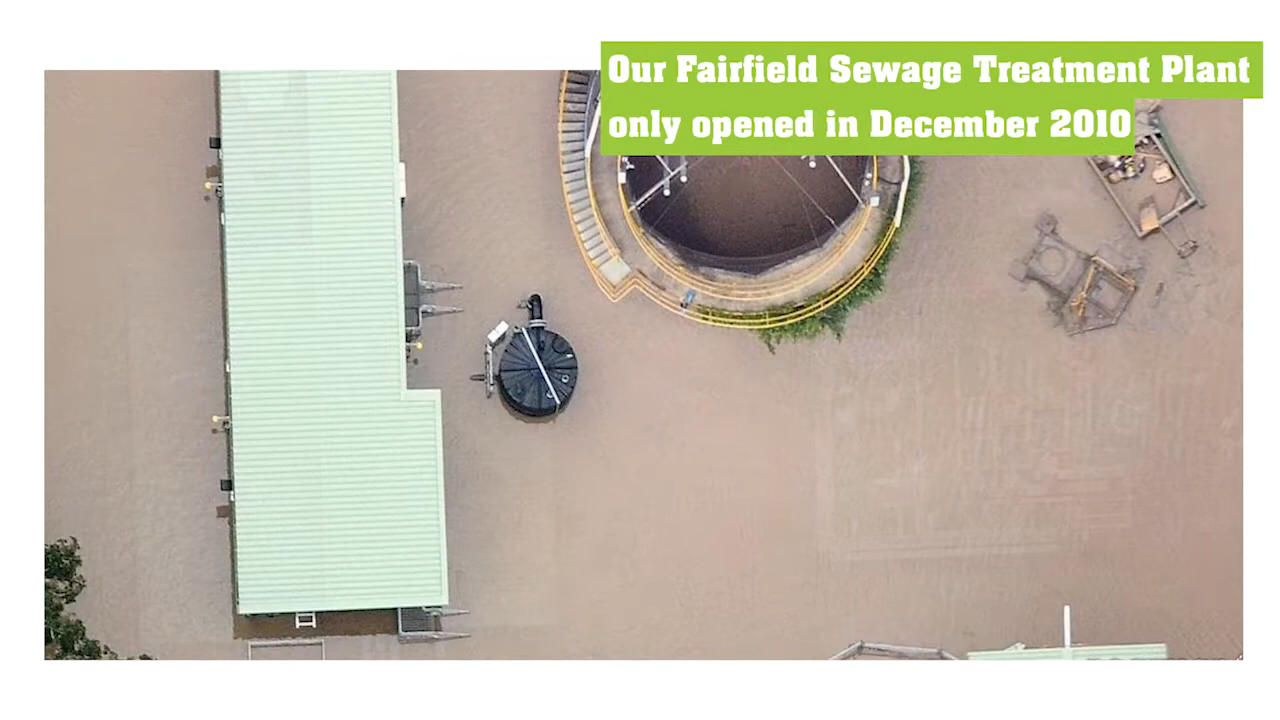 Our Fairfield Sewage Treatment Plant
only opened in December 2010